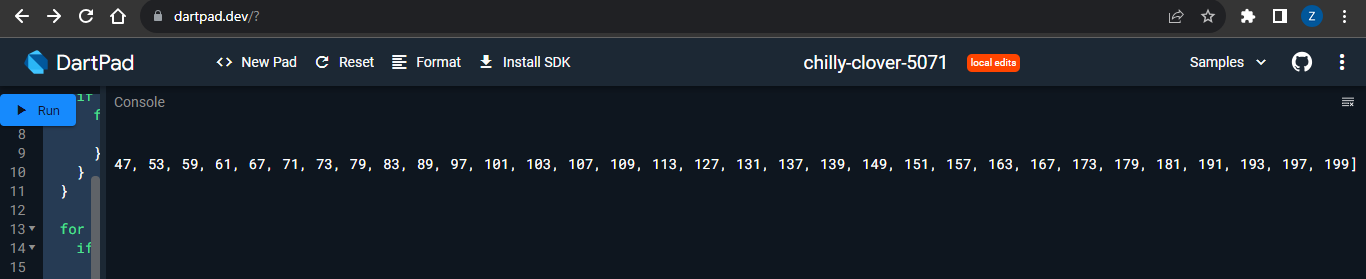 dartpad.dev/?
Z
DartPad
<> New Pad
Reset
Format
Install SDK
chilly-clover-5071
local edits
Samples
Run
Console
if
f
8
9 }
10 }
11 }
12
13 for
14 if
15
47, 53, 59, 61, 67, 71, 73, 79, 83, 89, 97, 101, 103, 107, 109, 113, 127, 131, 137, 139, 149, 151, 157, 163, 167, 173, 179, 181, 191, 193, 197, 199]